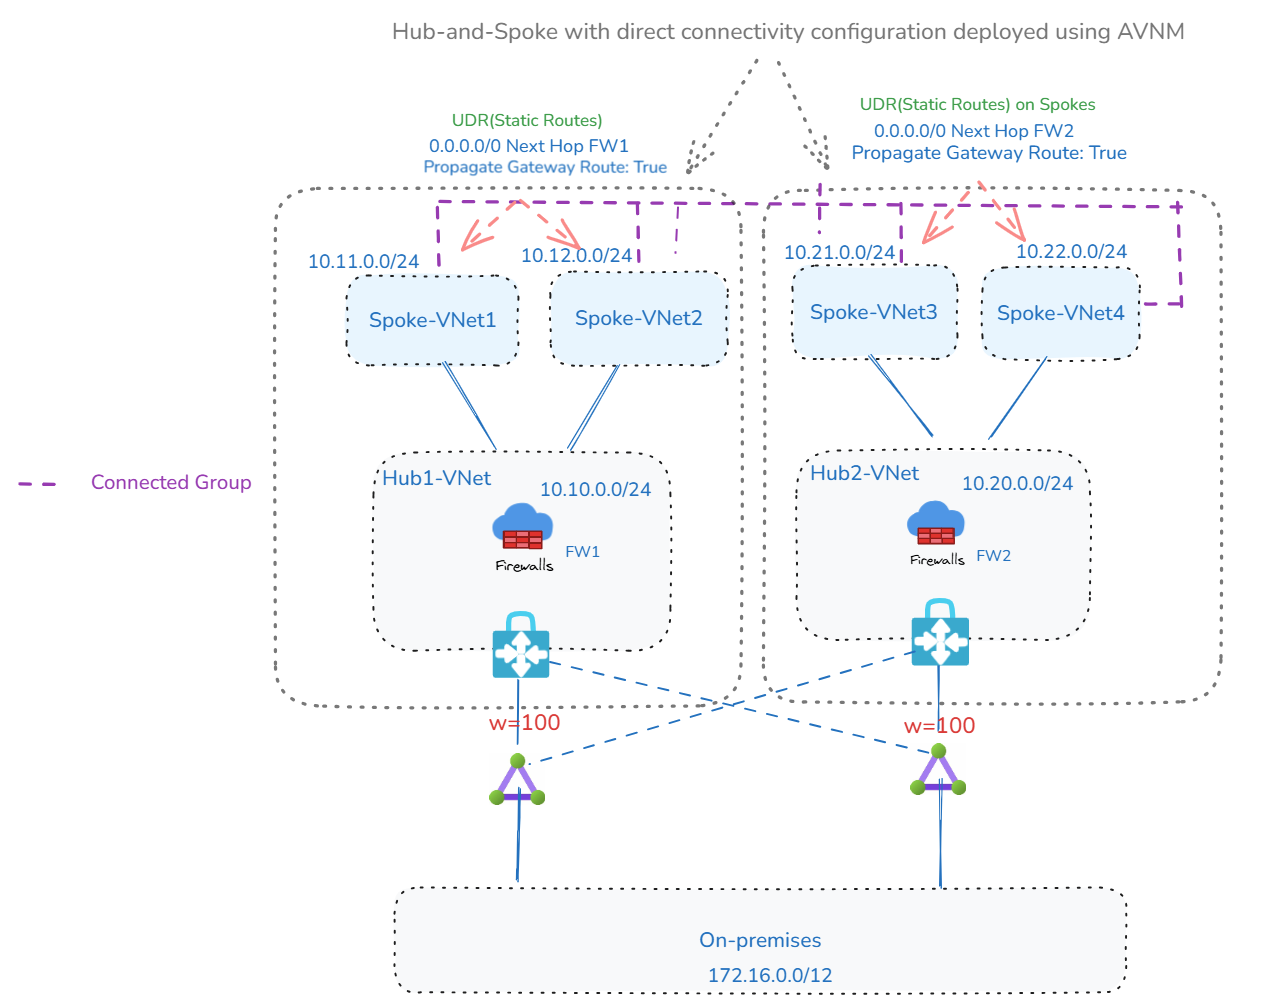 Hub-and-Spoke with direct connectivity configuration deployed using AVNM
UDR(Static Routes)
0.0.0.0/0 Next Hop FW1
Propagate Gateway Route: True
UDR(Static Routes) on Spokes
0.0.0.0/0 Next Hop FW2
Propagate Gateway Route: True
10.11.0.0/24
10.12.0.0/24
10.21.0.0/24
10.22.0.0/24
Spoke-VNet1
Spoke-VNet2
Spoke-VNet3
Spoke-VNet4
Connected Group
Hub1-VNet
10.10.0.0/24
FW1
Firewalls
Hub2-VNet
10.20.0.0/24
FW2
Firewalls
w=100
w=100
On-premises
172.16.0.0/12